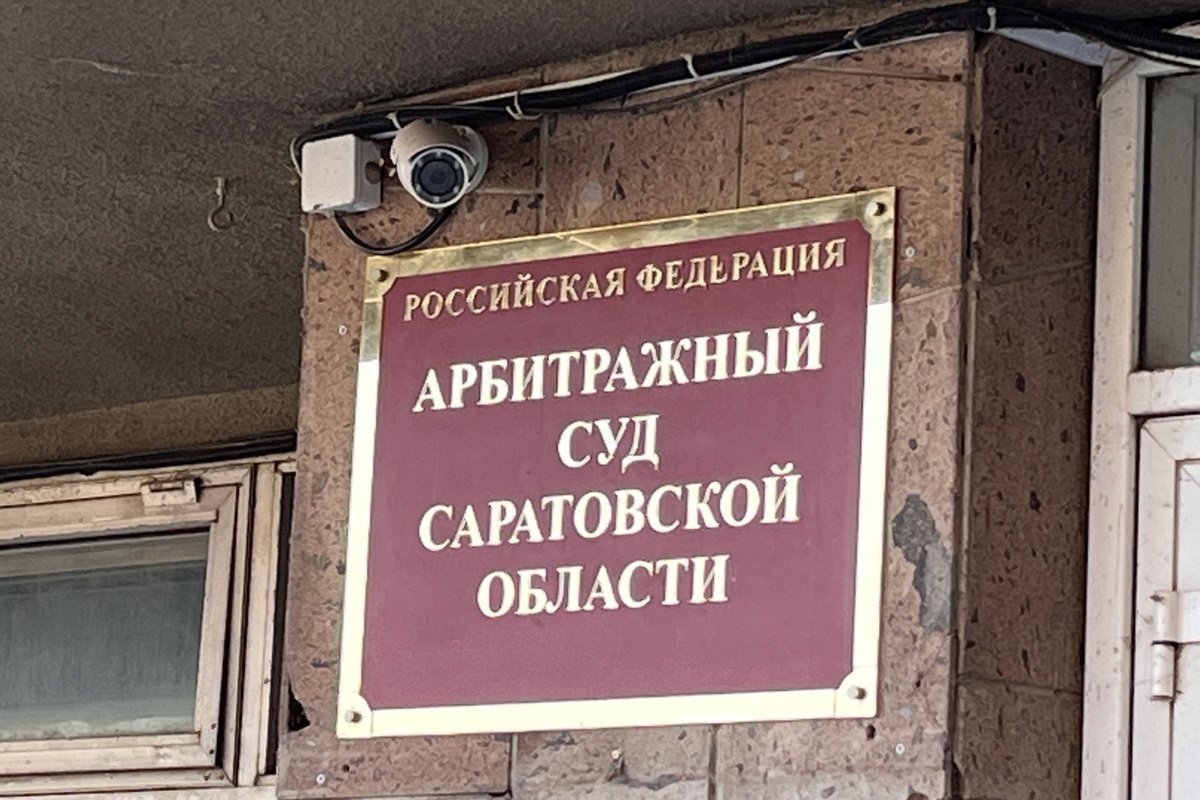 РОССИЙСКАЯ ФЕДЕРАЦИЯ
АРБИТРАЖНЫЙ
СУД
САРАТОВСКОЙ
ОБЛАСТИ